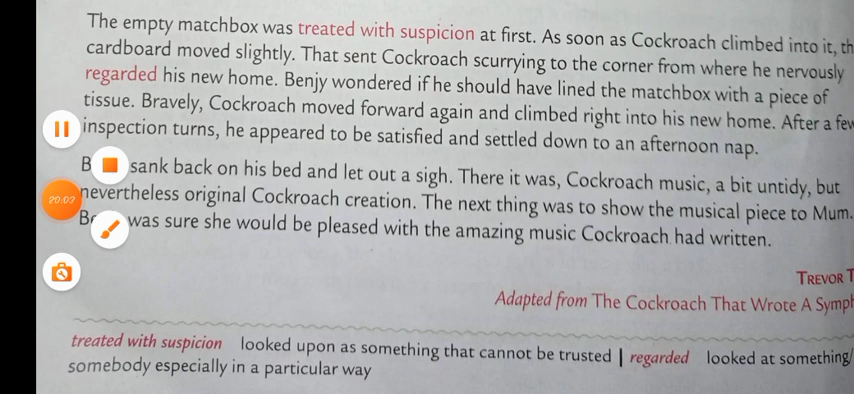 The empty matchbox was treated with suspicion at first. As soon as Cockroach climbed into it, th
cardboard moved slightly. That sent Cockroach scurrying to the corner from where he nervously
regarded his new home. Benjy wondered if he should have lined the matchbox with a piece of
tissue. Bravely, Cockroach moved forward again and climbed right into his new home. After a few
inspection turns, he appeared to be satisfied and settled down to an afternoon nap.
B sank back on his bed and let out a sigh. There it was, Cockroach music, a bit untidy, but
20:03
nevertheless original Cockroach creation. The next thing was to show the musical piece to Mum.
Be was sure she would be pleased with the amazing music Cockroach had written.
TREVOR T
Adapted from The Cockroach That Wrote A Symph
treated with suspicion looked upon as something that cannot be trusted | regarded looked at something/
somebody especially in a particular way